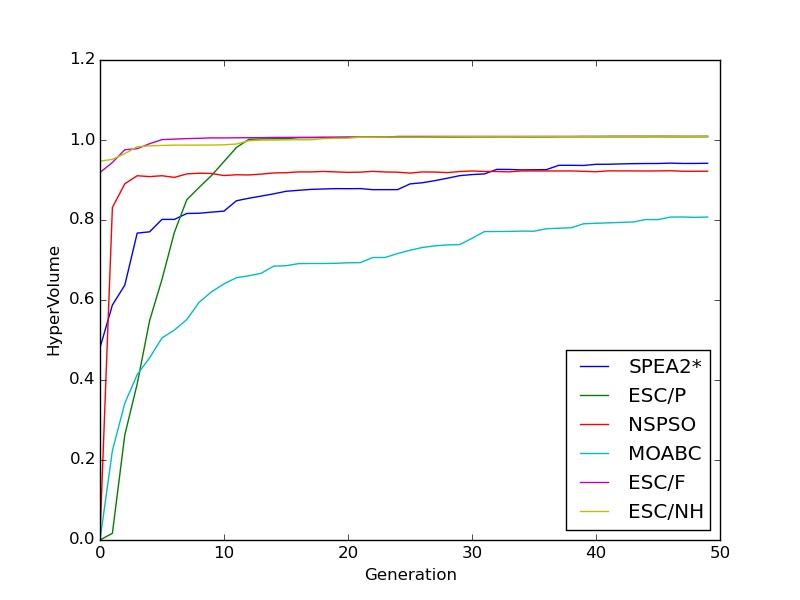 1.2
1.0
0.8
0.6
0.4
0.2
0.0
HyperVolume
0 10 20 30 40 50
Generation
SPEA2*
ESC/P
NSPSO
MOABC
ESC/F
ESC/NH